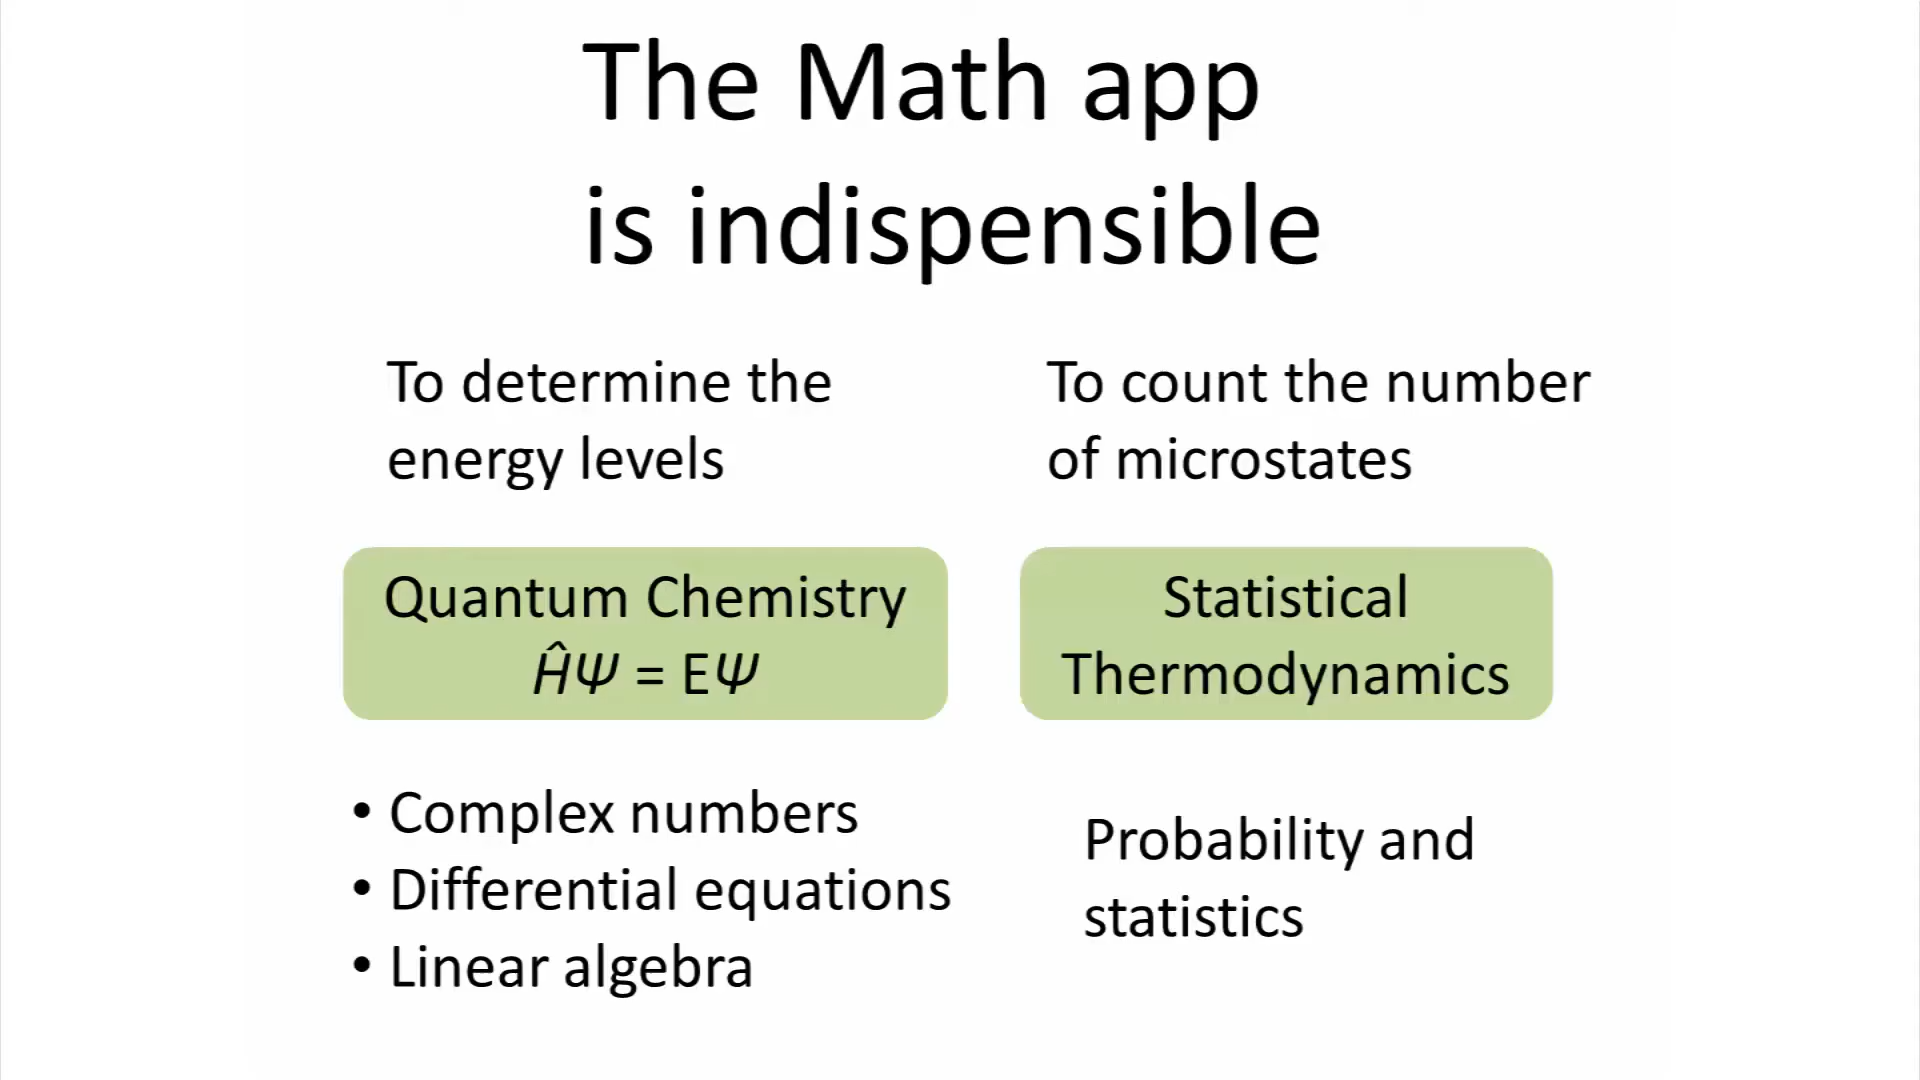 The Math app
is indispensible
To determine the
energy levels
Quantum Chemistry
ĤΨ = EΨ
• Complex numbers
• Differential equations
• Linear algebra
To count the number
of microstates
Statistical
Thermodynamics
Probability and
statistics